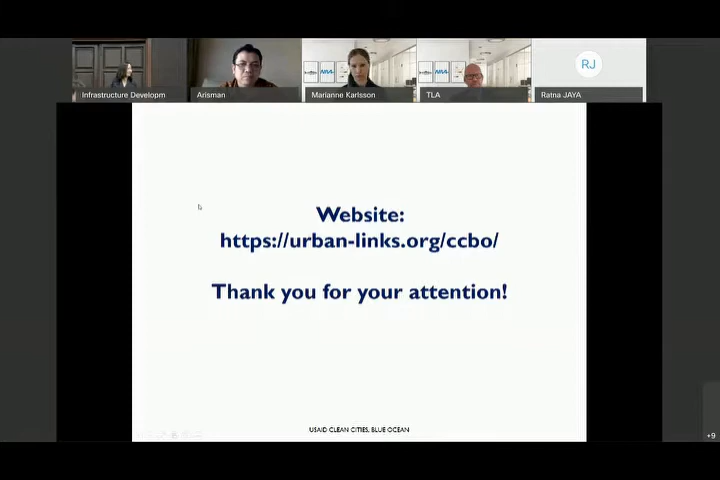 RJ
Infrastructure Developm
Arisman
Marianne Karlsson
TLA
Ratna JAYA
Website:
https://urban-links.org/ccbo/
Thank you for your attention!
USAID CLEAN CITIES, BLUE OCEAN
+9